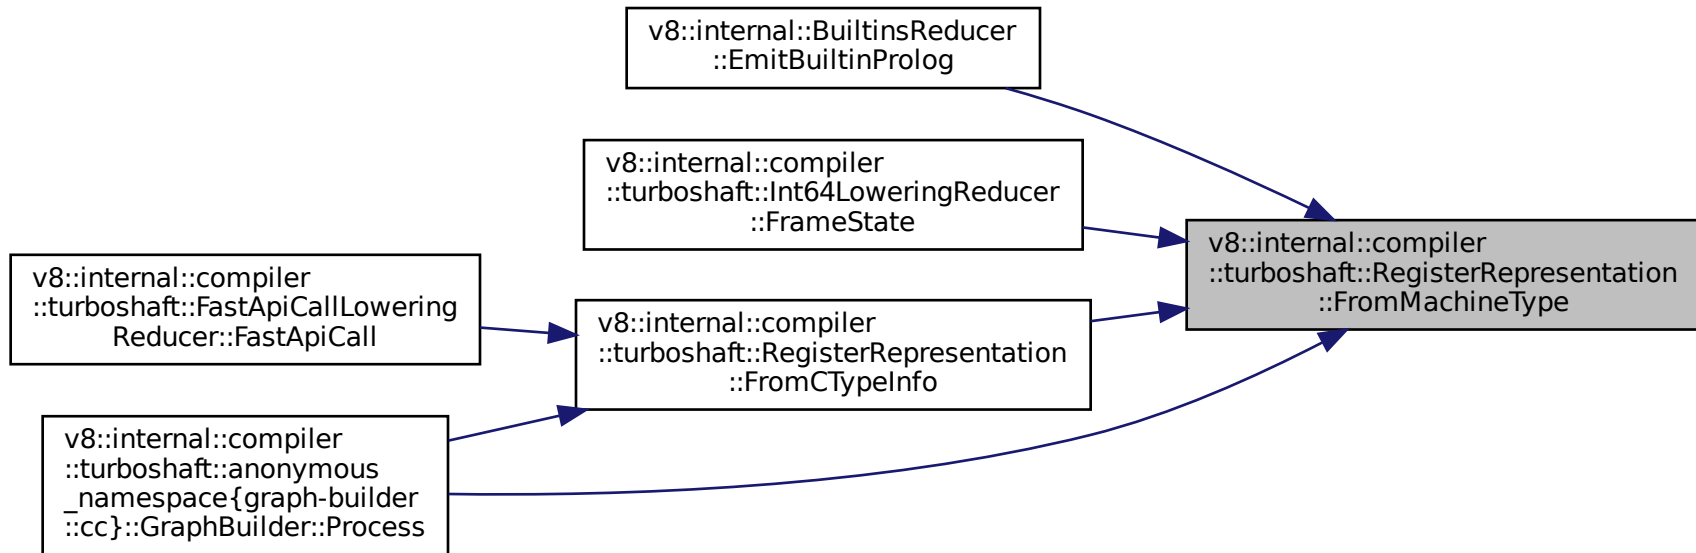 v8::internal::BuiltinsReducer
::EmitBuiltinProlog
v8::internal::compiler
::turboshaft::Int64LoweringReducer
::FrameState
v8::internal::compiler
::turboshaft::RegisterRepresentation
::FromMachineType
v8::internal::compiler
::turboshaft::FastApiCallLowering
Reducer::FastApiCall
v8::internal::compiler
::turboshaft::RegisterRepresentation
::FromCTypeInfo
v8::internal::compiler
::turboshaft::anonymous
_namespace{graph-builder
::cc}::GraphBuilder::Process